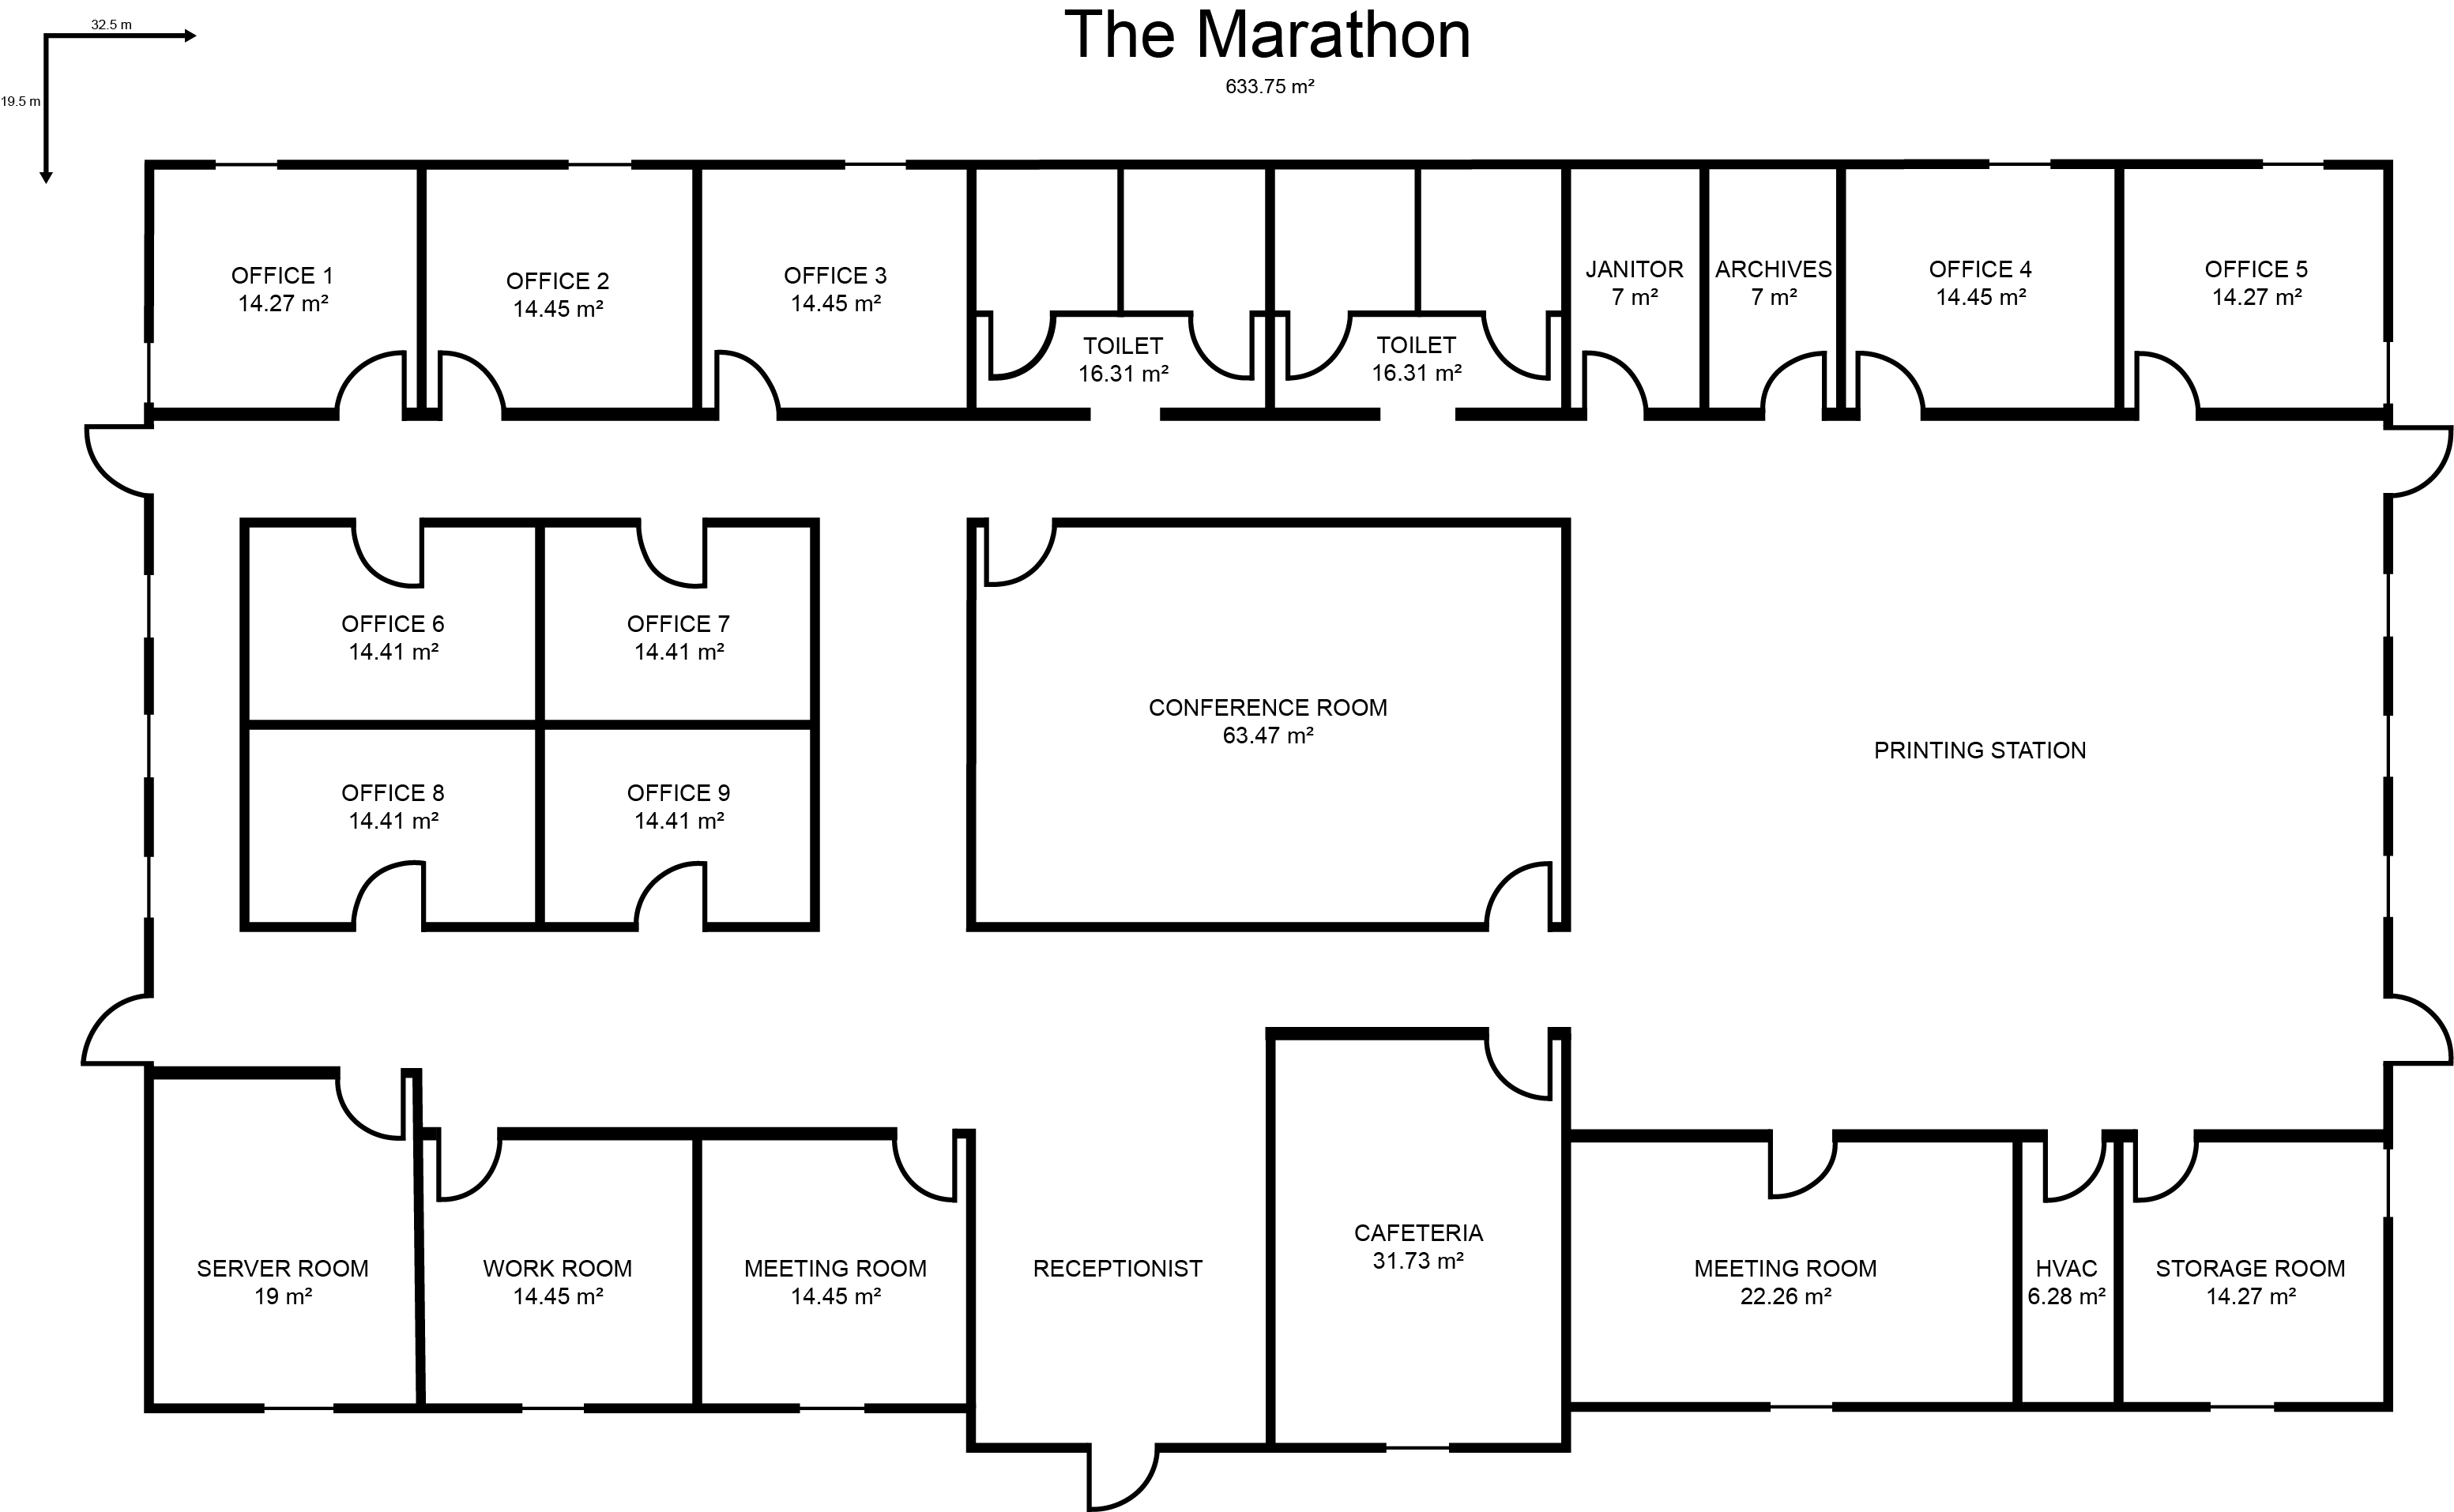 The Marathon
633.75 m²
32.5 m
19.5 m
OFFICE 1
14.27 m²
OFFICE 2
14.45 m²
OFFICE 3
14.45 m²
TOILET
16.31 m²
TOILET
16.31 m²
JANITOR
7 m²
ARCHIVES
7 m²
OFFICE 4
14.45 m²
OFFICE 5
14.27 m²
OFFICE 6
14.41 m²
OFFICE 7
14.41 m²
OFFICE 8
14.41 m²
OFFICE 9
14.41 m²
CONFERENCE ROOM
63.47 m²
PRINTING STATION
SERVER ROOM
19 m²
WORK ROOM
14.45 m²
MEETING ROOM
14.45 m²
RECEPTIONIST
CAFETERIA
31.73 m²
MEETING ROOM
22.26 m²
HVAC
6.28 m²
STORAGE ROOM
14.27 m²